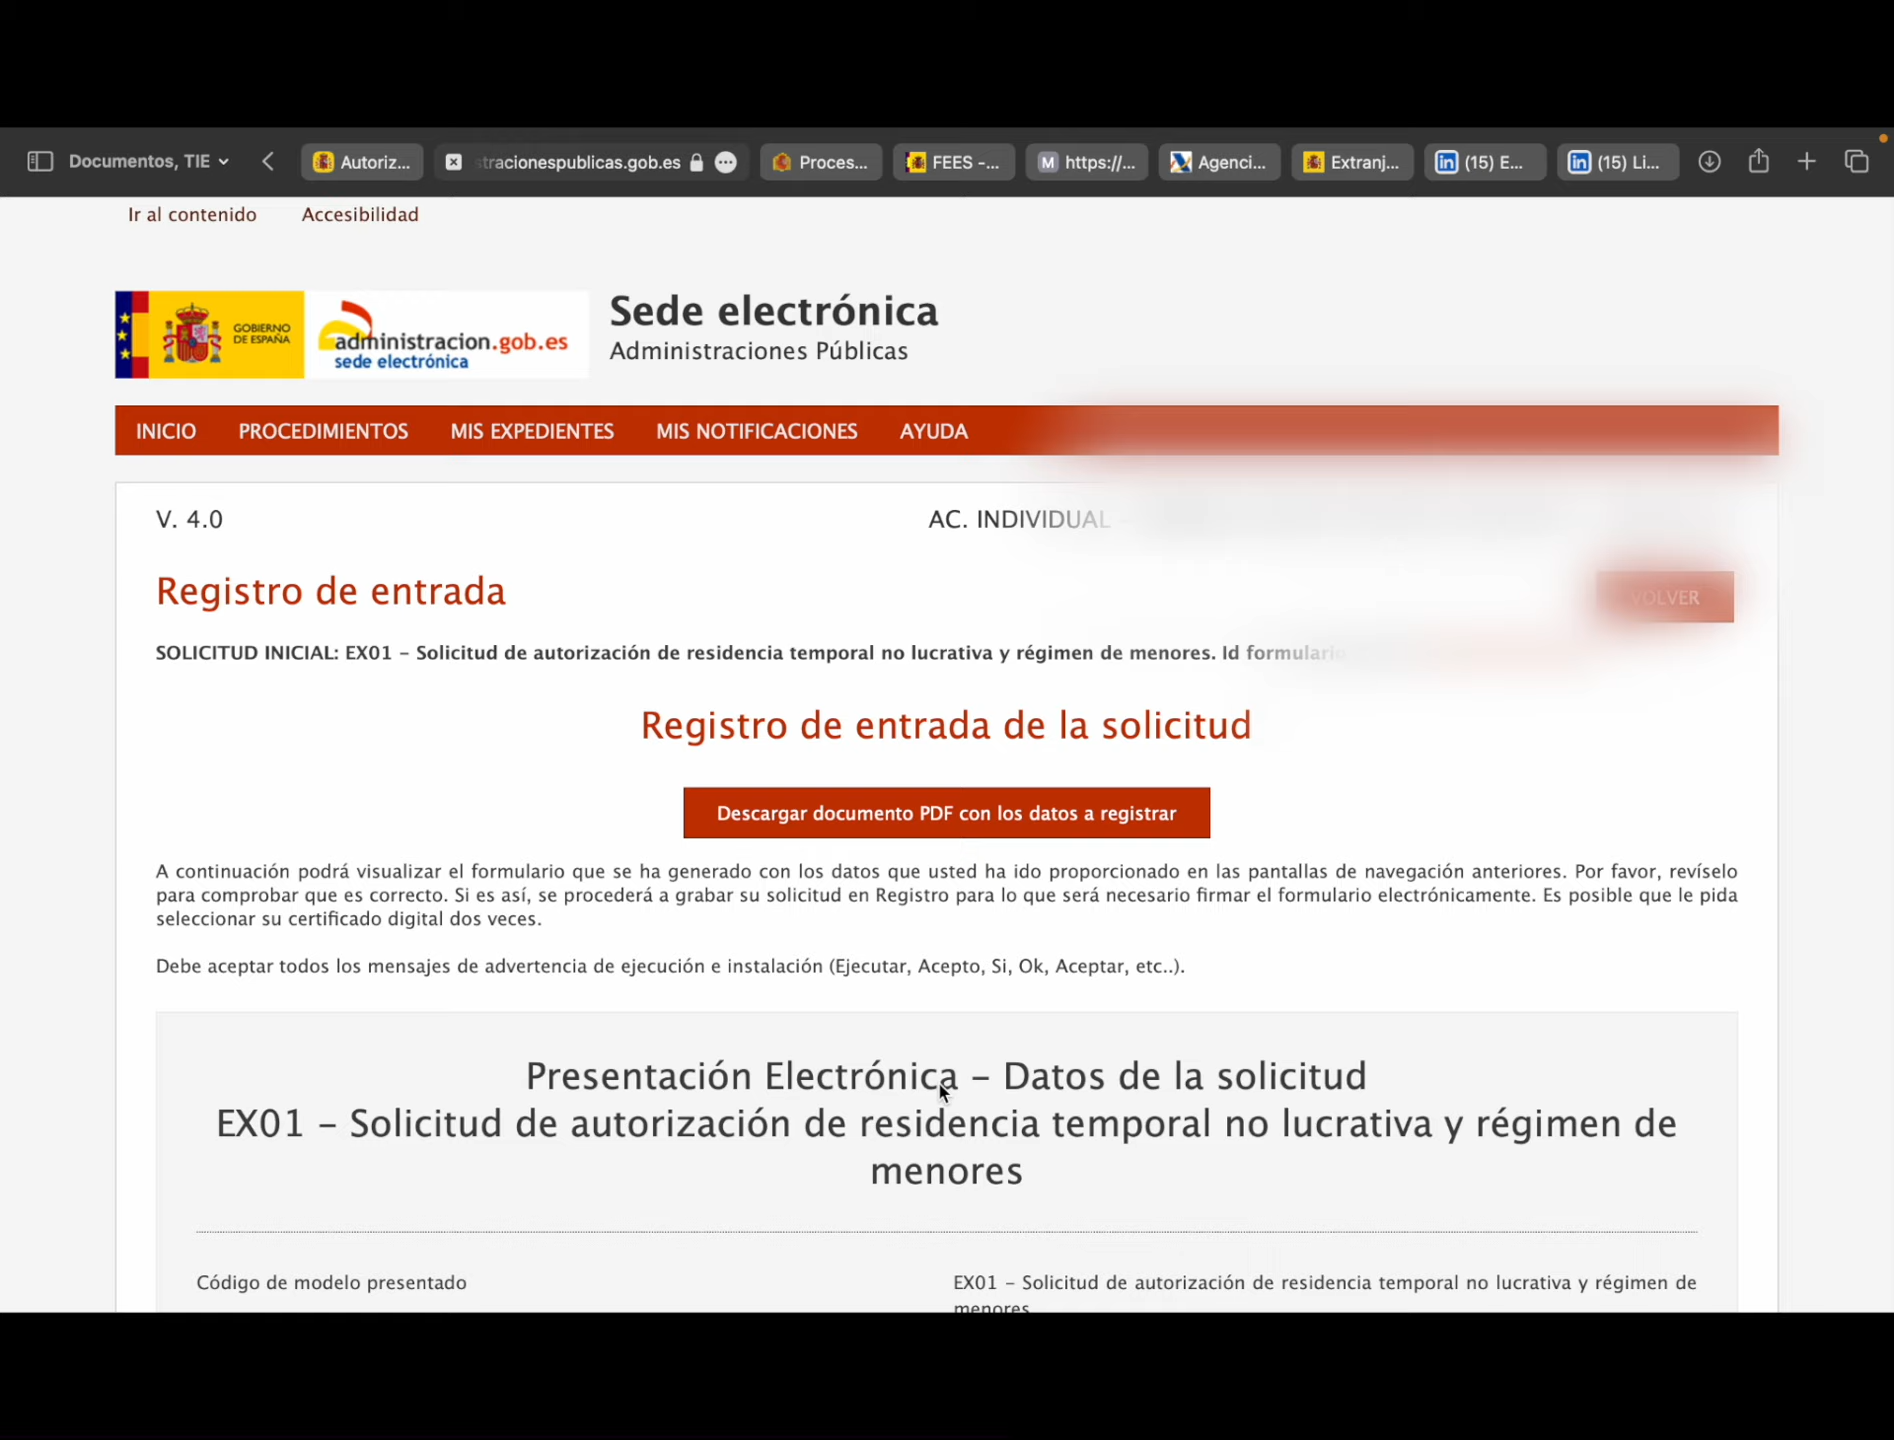 Documentos, TIE
Autoriz...
stracionespublicas.gob.es
Proces...
FEES -...
M https://...
Agenci...
Extranj...
in (15) E...
in (15) Li...
Ir al contenido
Accesibilidad
GOBIERNO
DE ESPAÑA
administracion.gob.es
sede electrónica
Sede electrónica
Administraciones Públicas
INICIO
PROCEDIMIENTOS
MIS EXPEDIENTES
MIS NOTIFICACIONES
AYUDA
V. 4.0
AC. INDIVIDUAL
Registro de entrada
VOLVER
SOLICITUD INICIAL: EX01 - Solicitud de autorización de residencia temporal no lucrativa y régimen de menores. Id formulario
Registro de entrada de la solicitud
Descargar documento PDF con los datos a registrar
A continuación podrá visualizar el formulario que se ha generado con los datos que usted ha ido proporcionado en las pantallas de navegación anteriores. Por favor, revíselo
para comprobar que es correcto. Si es así, se procederá a grabar su solicitud en Registro para lo que será necesario firmar el formulario electrónicamente. Es posible que le pida
seleccionar su certificado digital dos veces.
Debe aceptar todos los mensajes de advertencia de ejecución e instalación (Ejecutar, Acepto, Si, Ok, Aceptar, etc..).
Presentación Electrónica - Datos de la solicitud
EX01 - Solicitud de autorización de residencia temporal no lucrativa y régimen de
menores
Código de modelo presentado
EX01 - Solicitud de autorización de residencia temporal no lucrativa y régimen de
menores